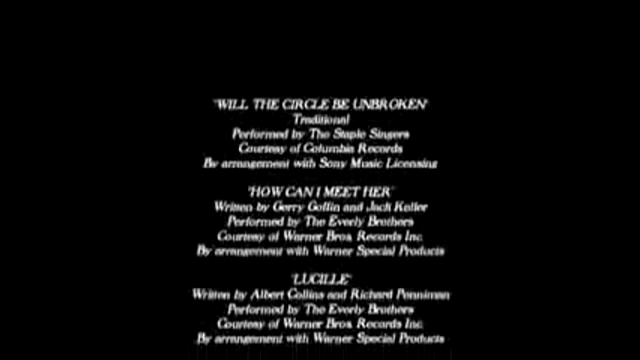 "WILL THE CIRCLE BE UNBROKEN"
Traditional
Performed by The Staple Singers
Courtesy of Columbia Records
By arrangement with Sony Music Licensing
"HOW CAN I MEET HER"
Written by Gerry Goffin and Jack Keller
Performed by The Everly Brothers
Courtesy of Warner Bros. Records Inc.
By arrangement with Warner Special Products
"LUCILLE"
Written by Albert Collins and Richard Penniman
Performed by The Everly Brothers
Courtesy of Warner Bros. Records Inc.
By arrangement with Warner Special Products